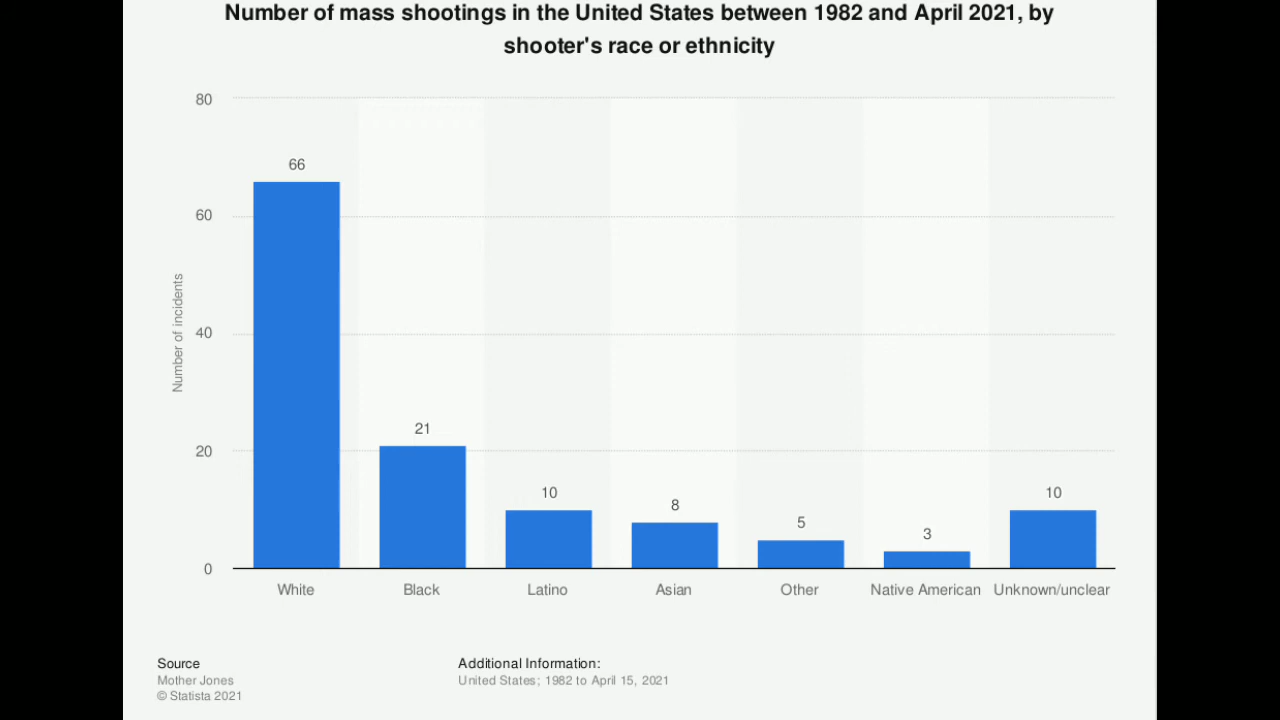 Number of mass shootings in the United States between 1982 and April 2021, by
shooter's race or ethnicity
80
60
40
20
0
Number of incidents
66
21
10
8
5
3
10
White
Black
Latino
Asian
Other
Native American
Unknown/unclear
Source
Mother Jones
© Statista 2021
Additional Information:
United States; 1982 to April 15, 2021